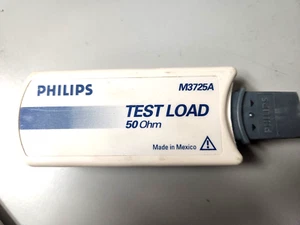 M3725A
PHILIPS
TEST LOAD
50 Ohm
Made in Mexico